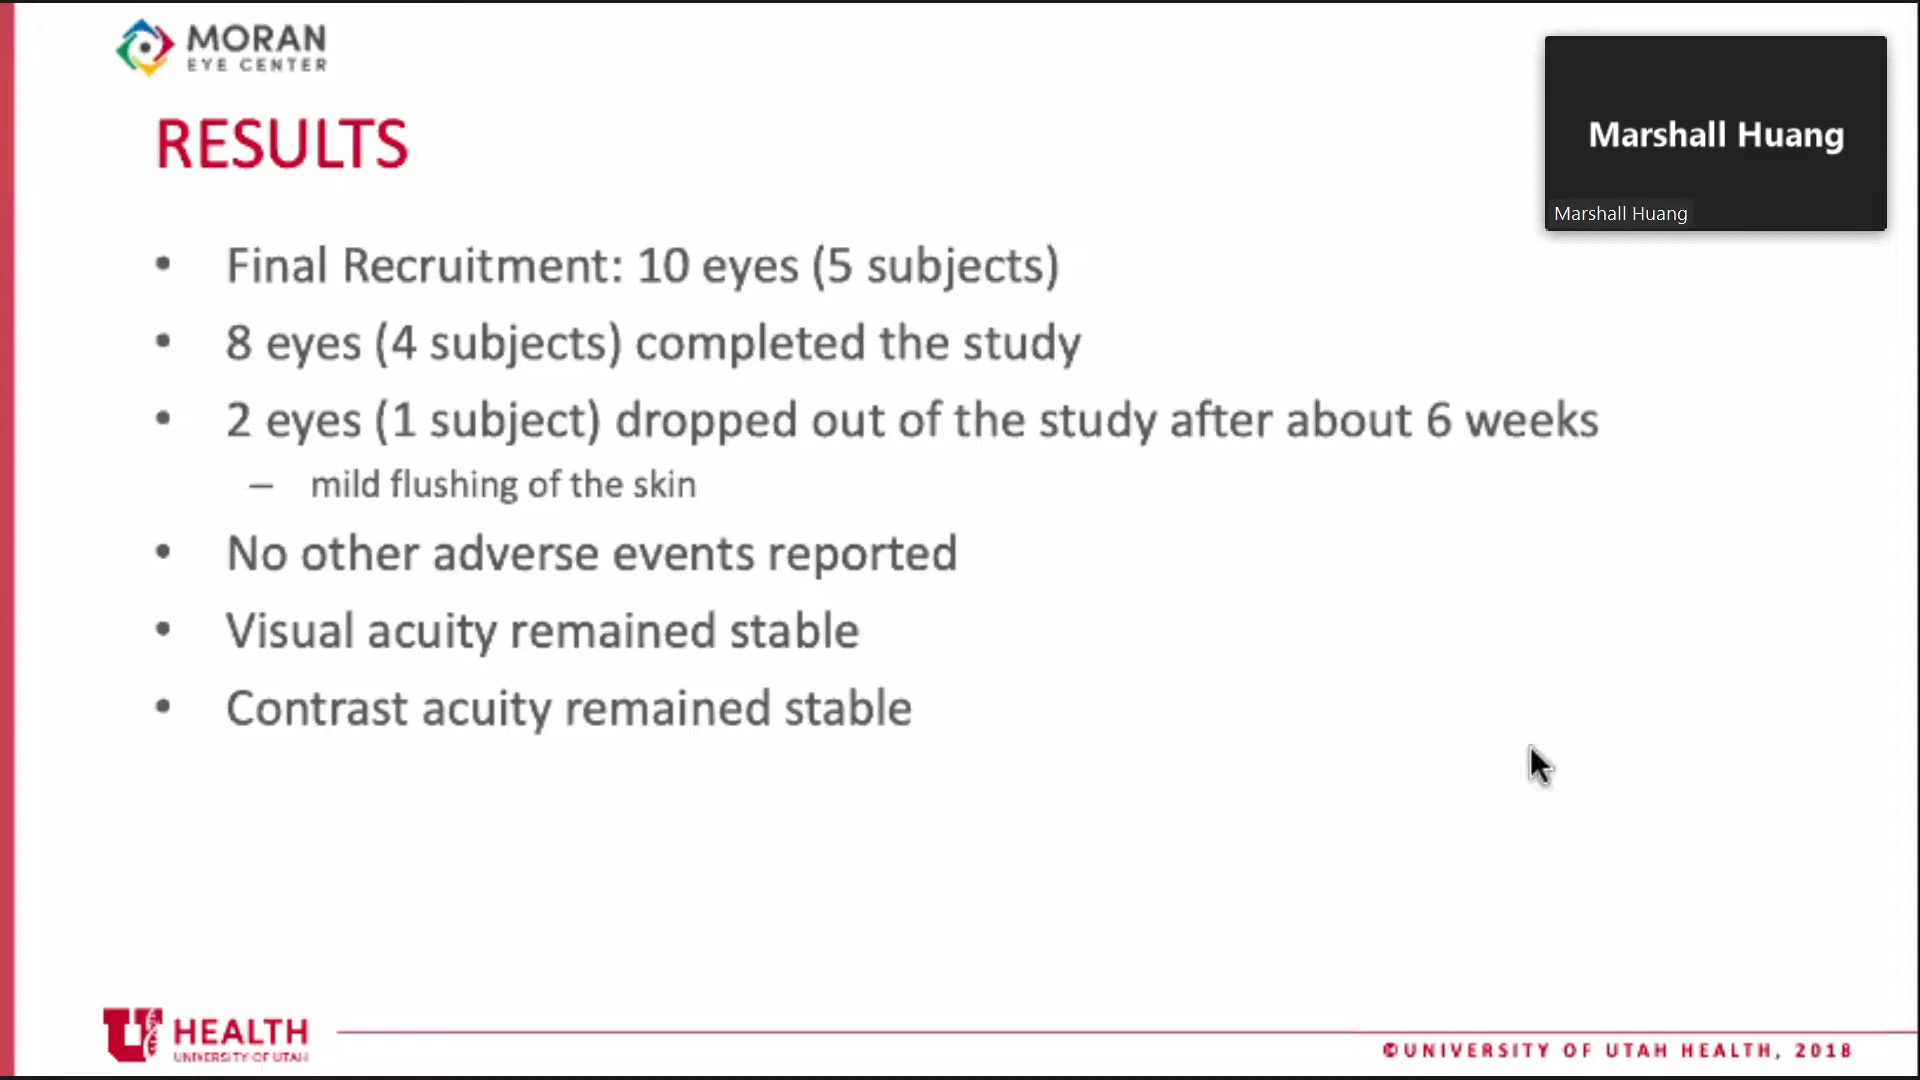 MORAN
EYE CENTER
RESULTS
• Final Recruitment: 10 eyes (5 subjects)
• 8 eyes (4 subjects) completed the study
• 2 eyes (1 subject) dropped out of the study after about 6 weeks
– mild flushing of the skin
• No other adverse events reported
• Visual acuity remained stable
• Contrast acuity remained stable
Marshall Huang
Marshall Huang
U HEALTH
UNIVERSITY OF UTAH
©UNIVERSITY OF UTAH HEALTH, 2018